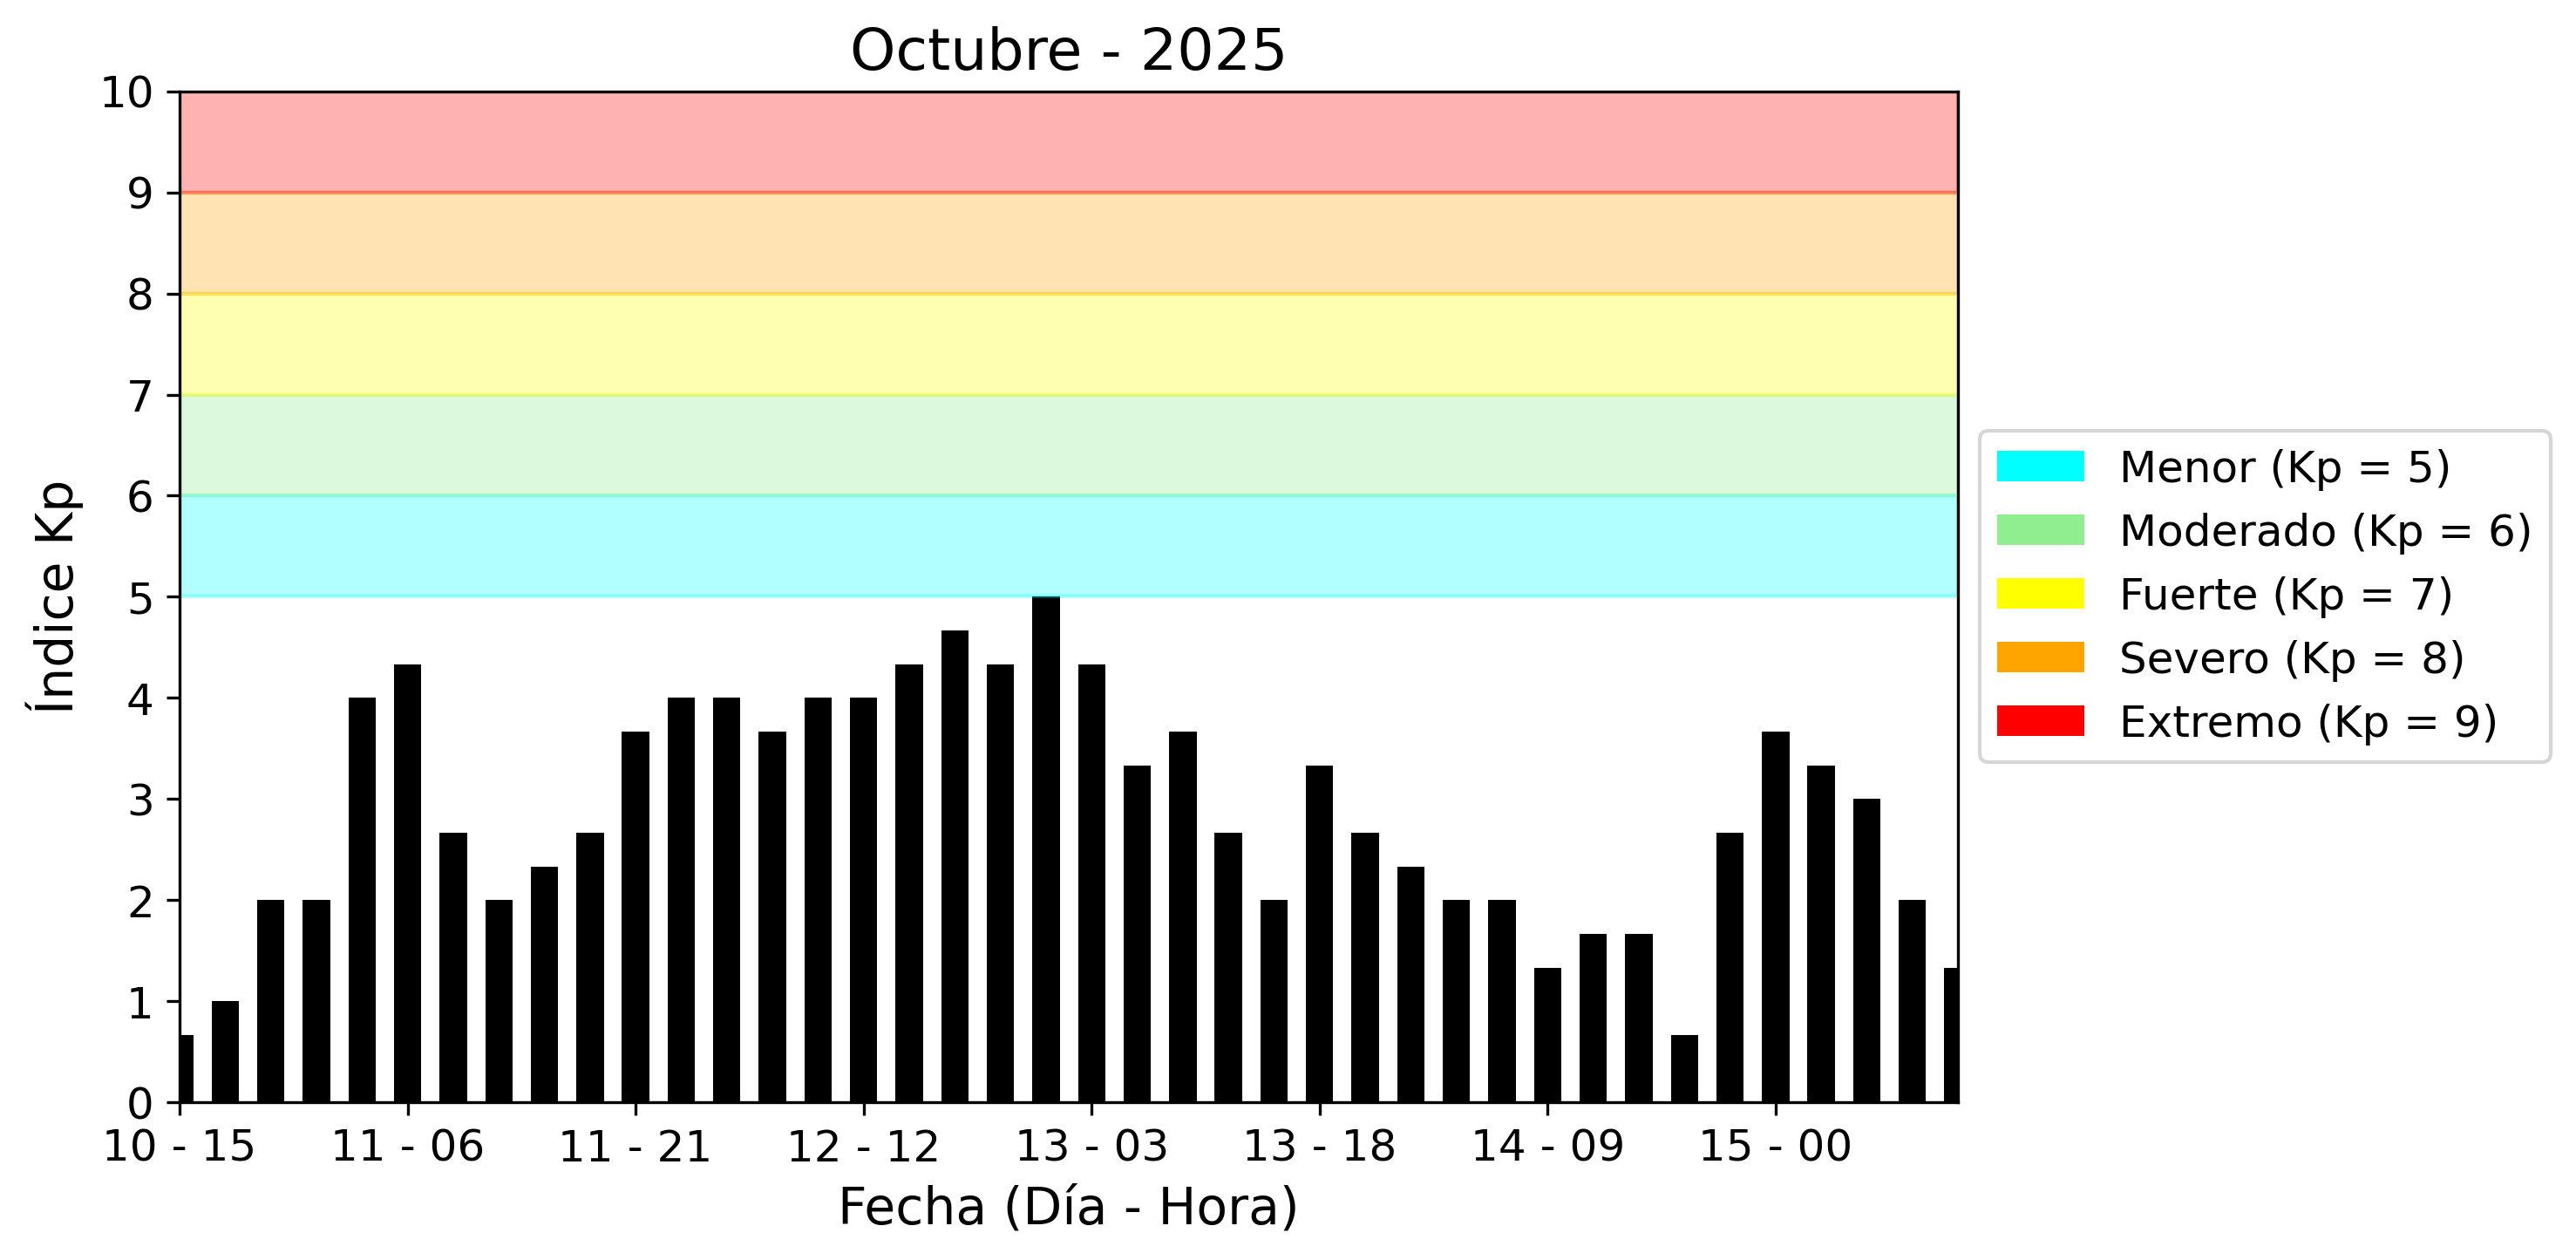 Octubre - 2025
10
9
8
7
6
5
4
3
2
1
0
Índice Kp
10 - 15
11 - 06
11 - 21
12 - 12
13 - 03
13 - 18
14 - 09
15 - 00
Fecha (Día - Hora)
Menor (Kp = 5)
Moderado (Kp = 6)
Fuerte (Kp = 7)
Severo (Kp = 8)
Extremo (Kp = 9)